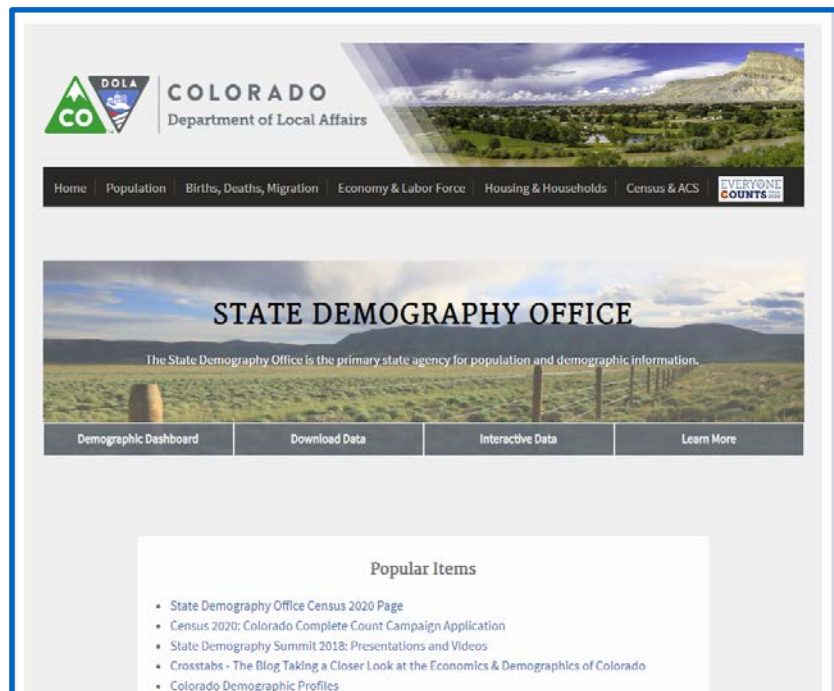 DOLA
CO
COLORADO
Department of Local Affairs
Home Population Births, Deaths, Migration Economy & Labor Force Housing & Households Census & ACS EVERYONE COUNTS
STATE DEMOGRAPHY OFFICE
The State Demography Office is the primary state agency for population and demographic information.
Demographic Dashboard Download Data Interactive Data Learn More
Popular Items
• State Demography Office Census 2020 Page
• Census 2020: Colorado Complete Count Campaign Application
• State Demography Summit 2018: Presentations and Videos
• Crosstabs - The Blog Taking a Closer Look at the Economics & Demographics of Colorado
• Colorado Demographic Profiles